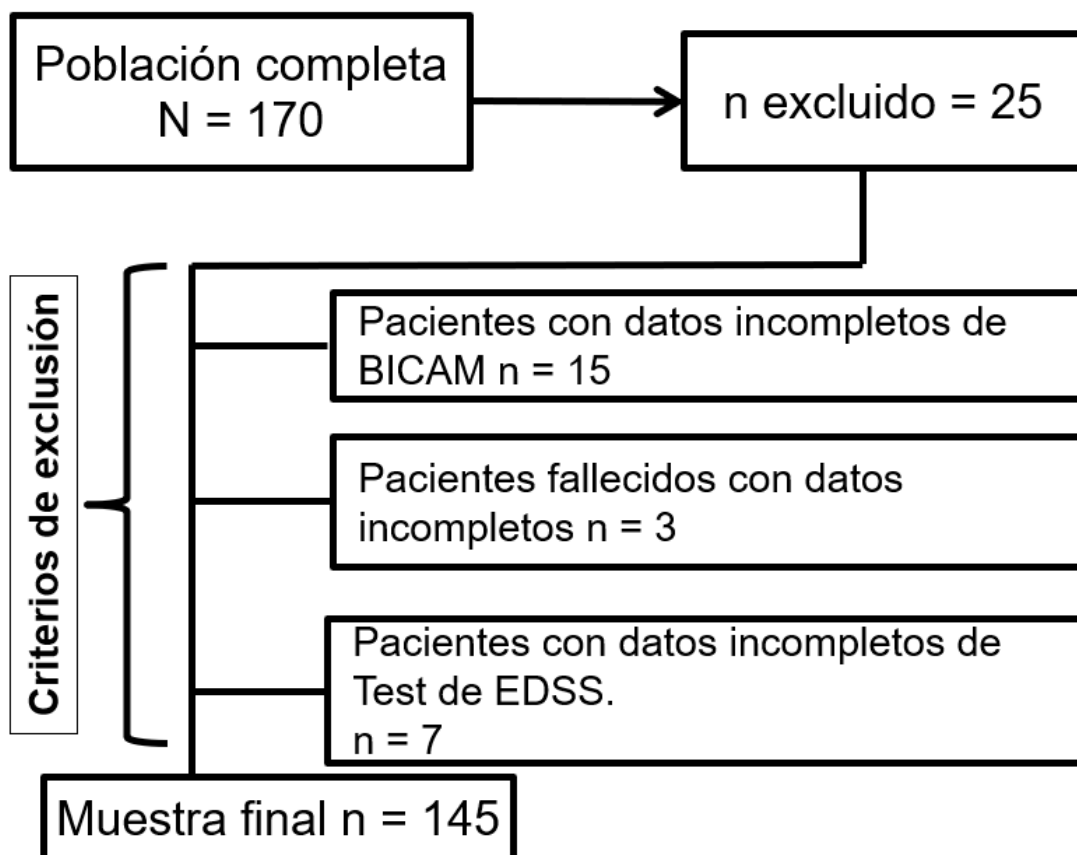 Población completa
N = 170
n excluido = 25
Criterios de exclusión
Pacientes con datos incompletos de
BICAM n = 15
Pacientes fallecidos con datos
incompletos n = 3
Pacientes con datos incompletos de
Test de EDSS.
n = 7
Muestra final n = 145